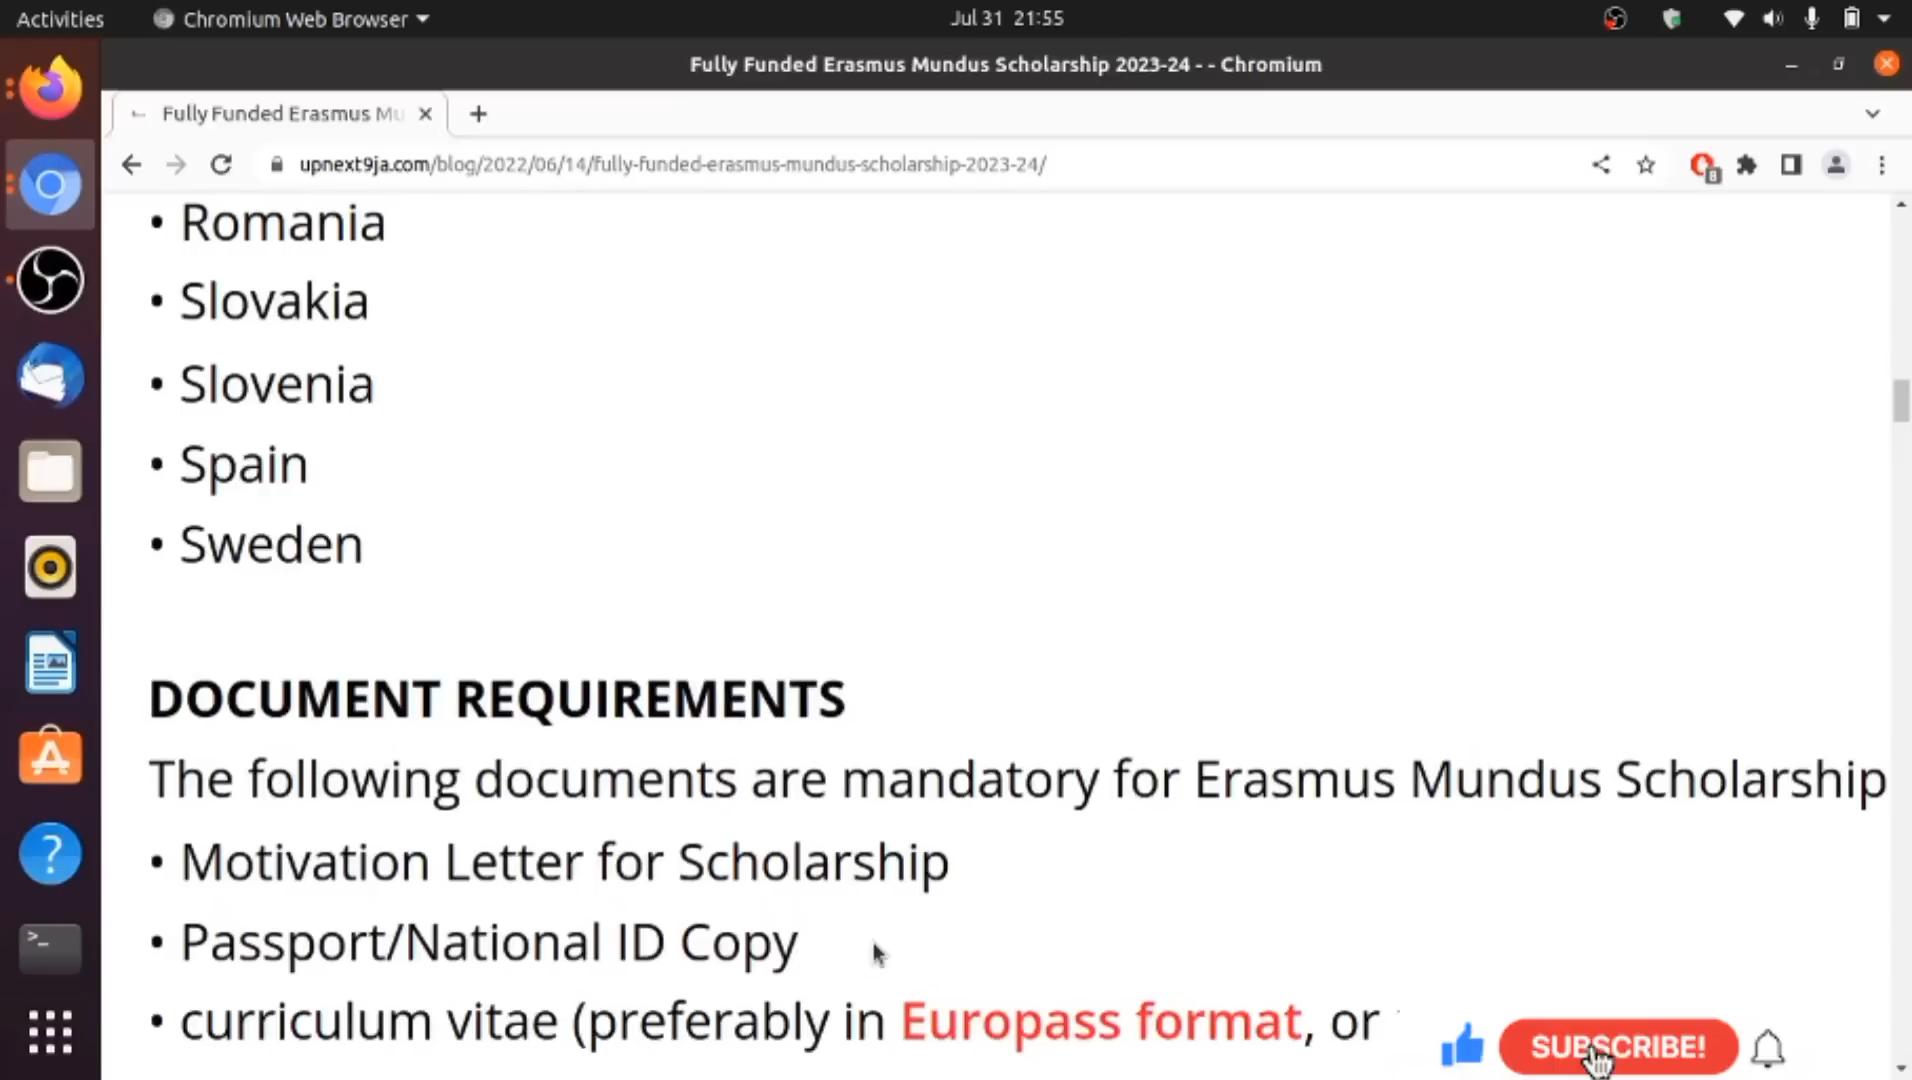 Activities
Chromium Web Browser
Jul 31 21:55
Fully Funded Erasmus Mundus Scholarship 2023-24 - - Chromium
Fully Funded Erasmus Mu
upnext9ja.com/blog/2022/06/14/fully-funded-erasmus-mundus-scholarship-2023-24/
8
• Romania
• Slovakia
• Slovenia
• Spain
• Sweden
DOCUMENT REQUIREMENTS
The following documents are mandatory for Erasmus Mundus Scholarship
• Motivation Letter for Scholarship
• Passport/National ID Copy
• curriculum vitae (preferably in Europass format, or
SUBSCRIBE!